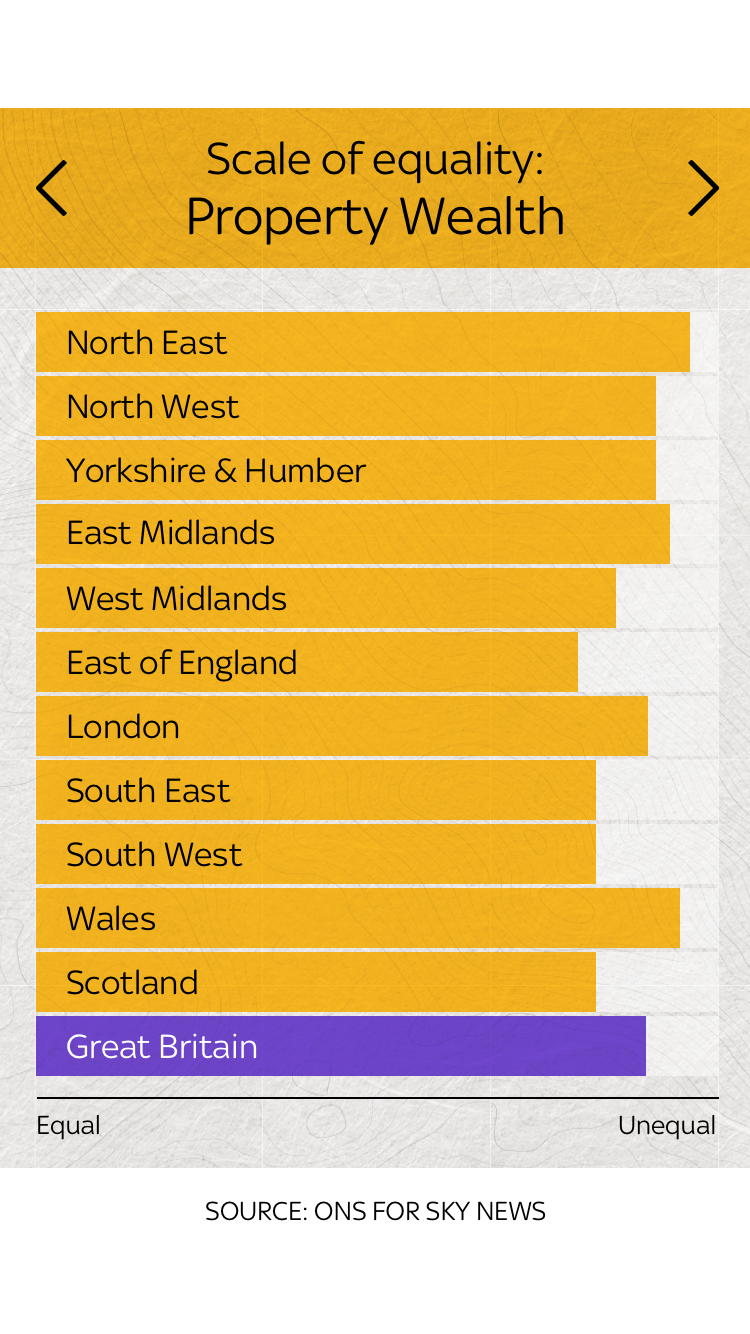 Scale of equality:
Property Wealth
North East
North West
Yorkshire & Humber
East Midlands
West Midlands
East of England
London
South East
South West
Wales
Scotland
Great Britain
Equal
Unequal
SOURCE: ONS FOR SKY NEWS